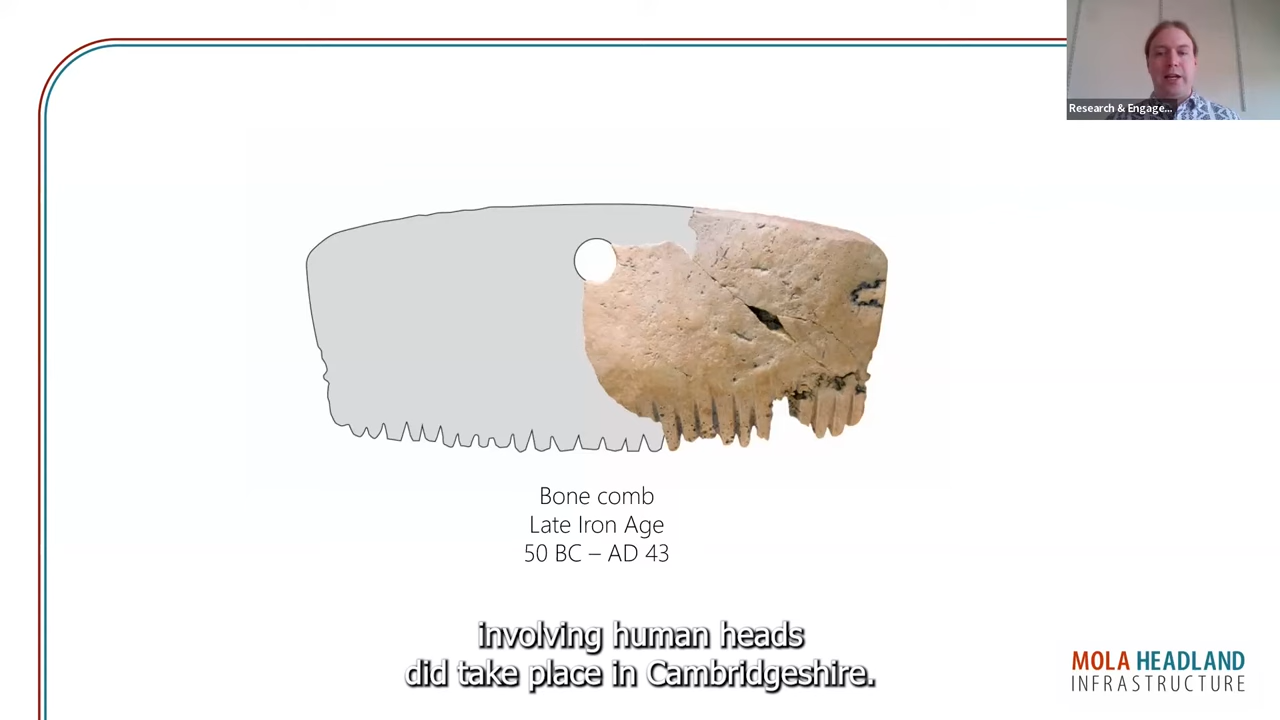 Research & Engage...
Bone comb
Late Iron Age
50 BC – AD 43
involving human heads
did take place in Cambridgeshire.
MOLA HEADLAND
INFRASTRUCTURE